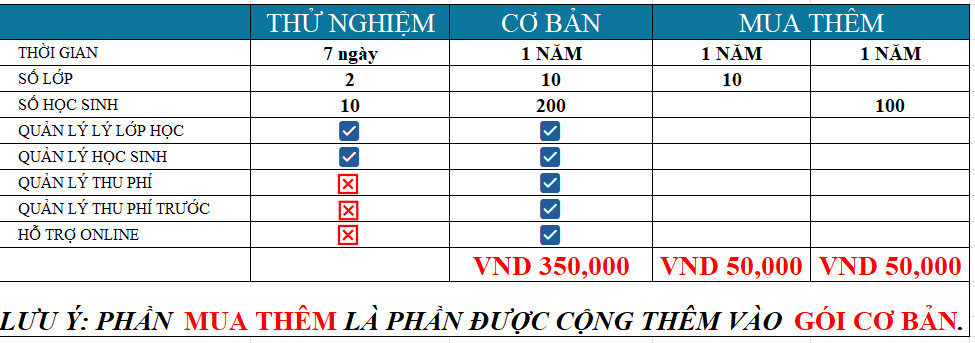 THỬ NGHIỆM CƠ BẢN MUA THÊM
THỜI GIAN 7 ngày 1 NĂM 1 NĂM 1 NĂM
SỐ LỚP 2 10 10
SỐ HỌC SINH 10 200 100
QUẢN LÝ LÝ LỚP HỌC
QUẢN LÝ HỌC SINH
QUẢN LÝ THU PHÍ
QUẢN LÝ THU PHÍ TRƯỚC
HỖ TRỢ ONLINE
VND 350,000 VND 50,000 VND 50,000
LƯU Ý: PHẦN MUA THÊM LÀ PHẦN ĐƯỢC CỘNG THÊM VÀO GÓI CƠ BẢN.